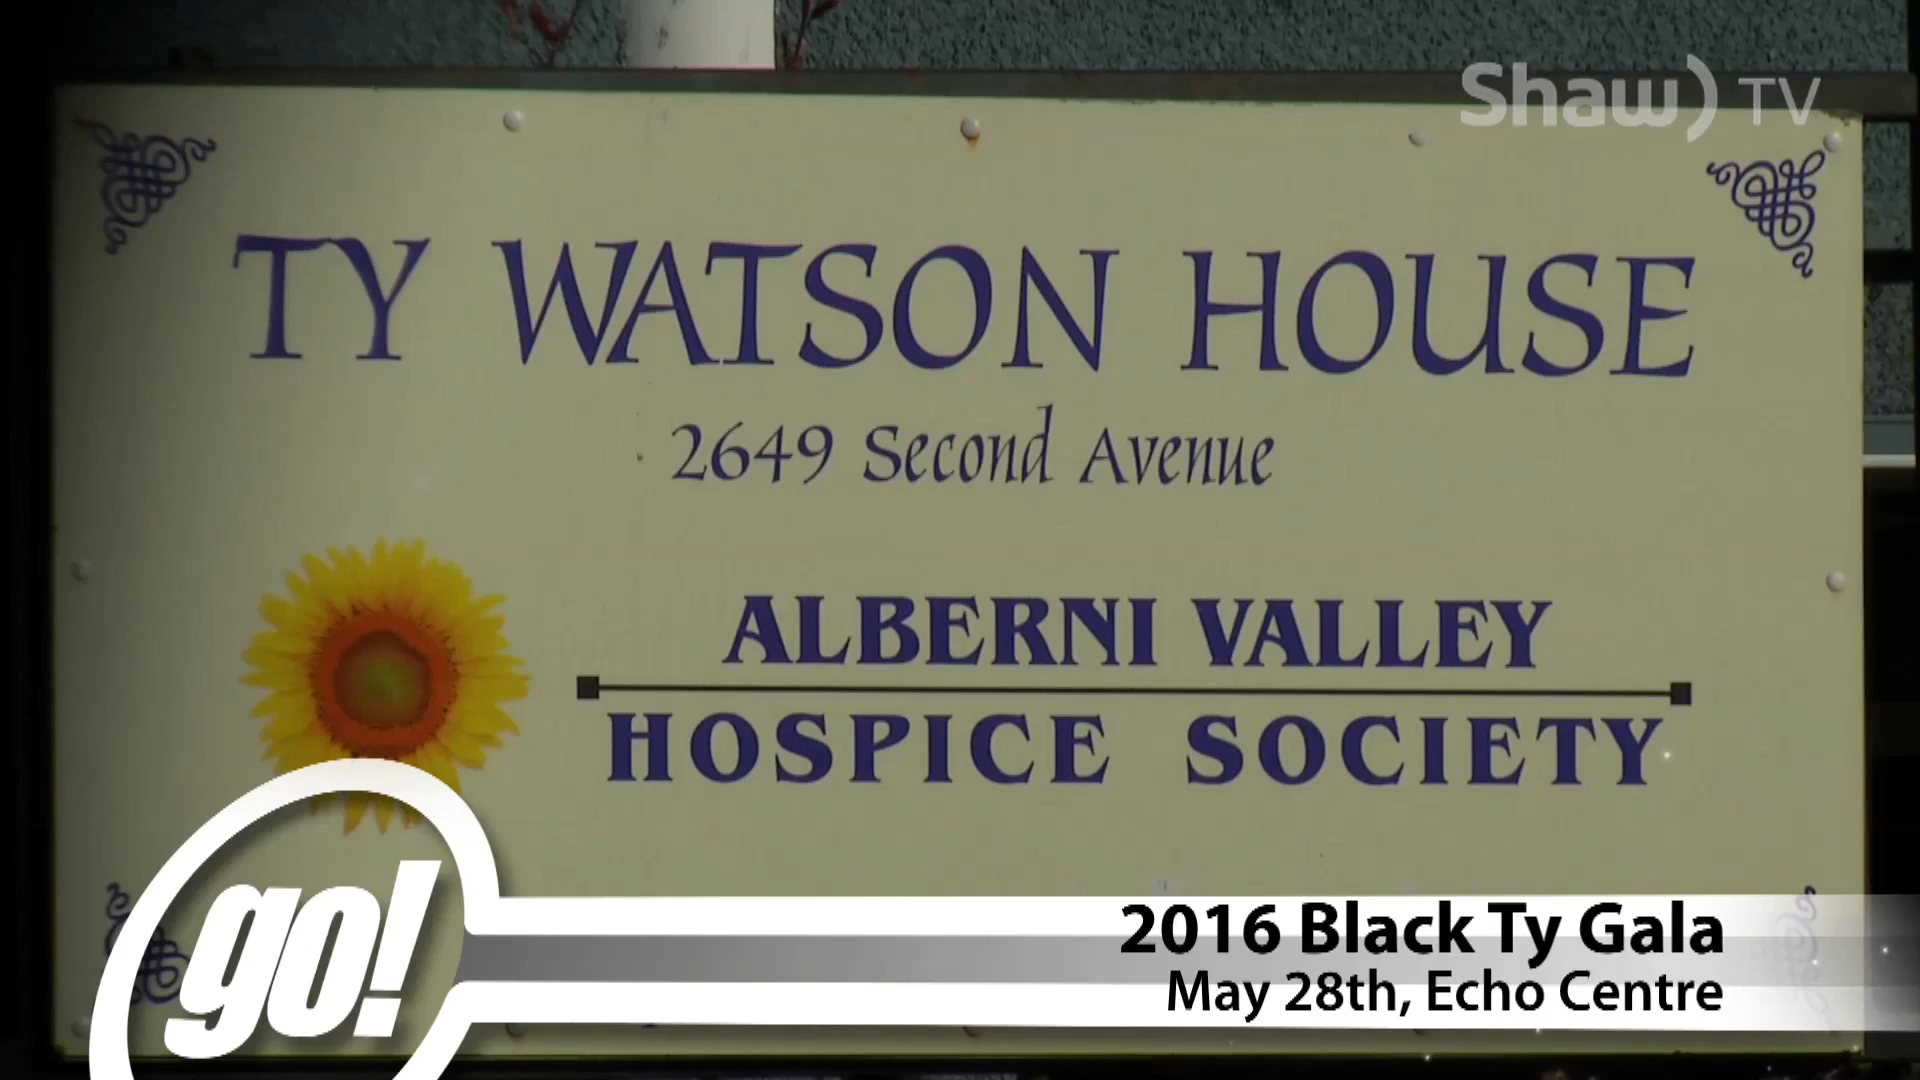 Shaw) TV
TY WATSON HOUSE
2649 Second Avenue
ALBERNI VALLEY
HOSPICE SOCIETY
go!
2016 Black Ty Gala
May 28th, Echo Centre